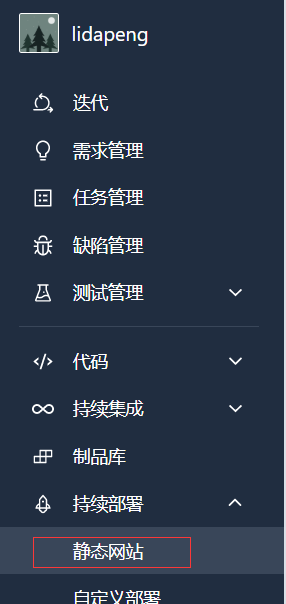 lidapeng
迭代
需求管理
任务管理
缺陷管理
测试管理
代码
持续集成
制品库
持续部署
静态网站
自定义部署